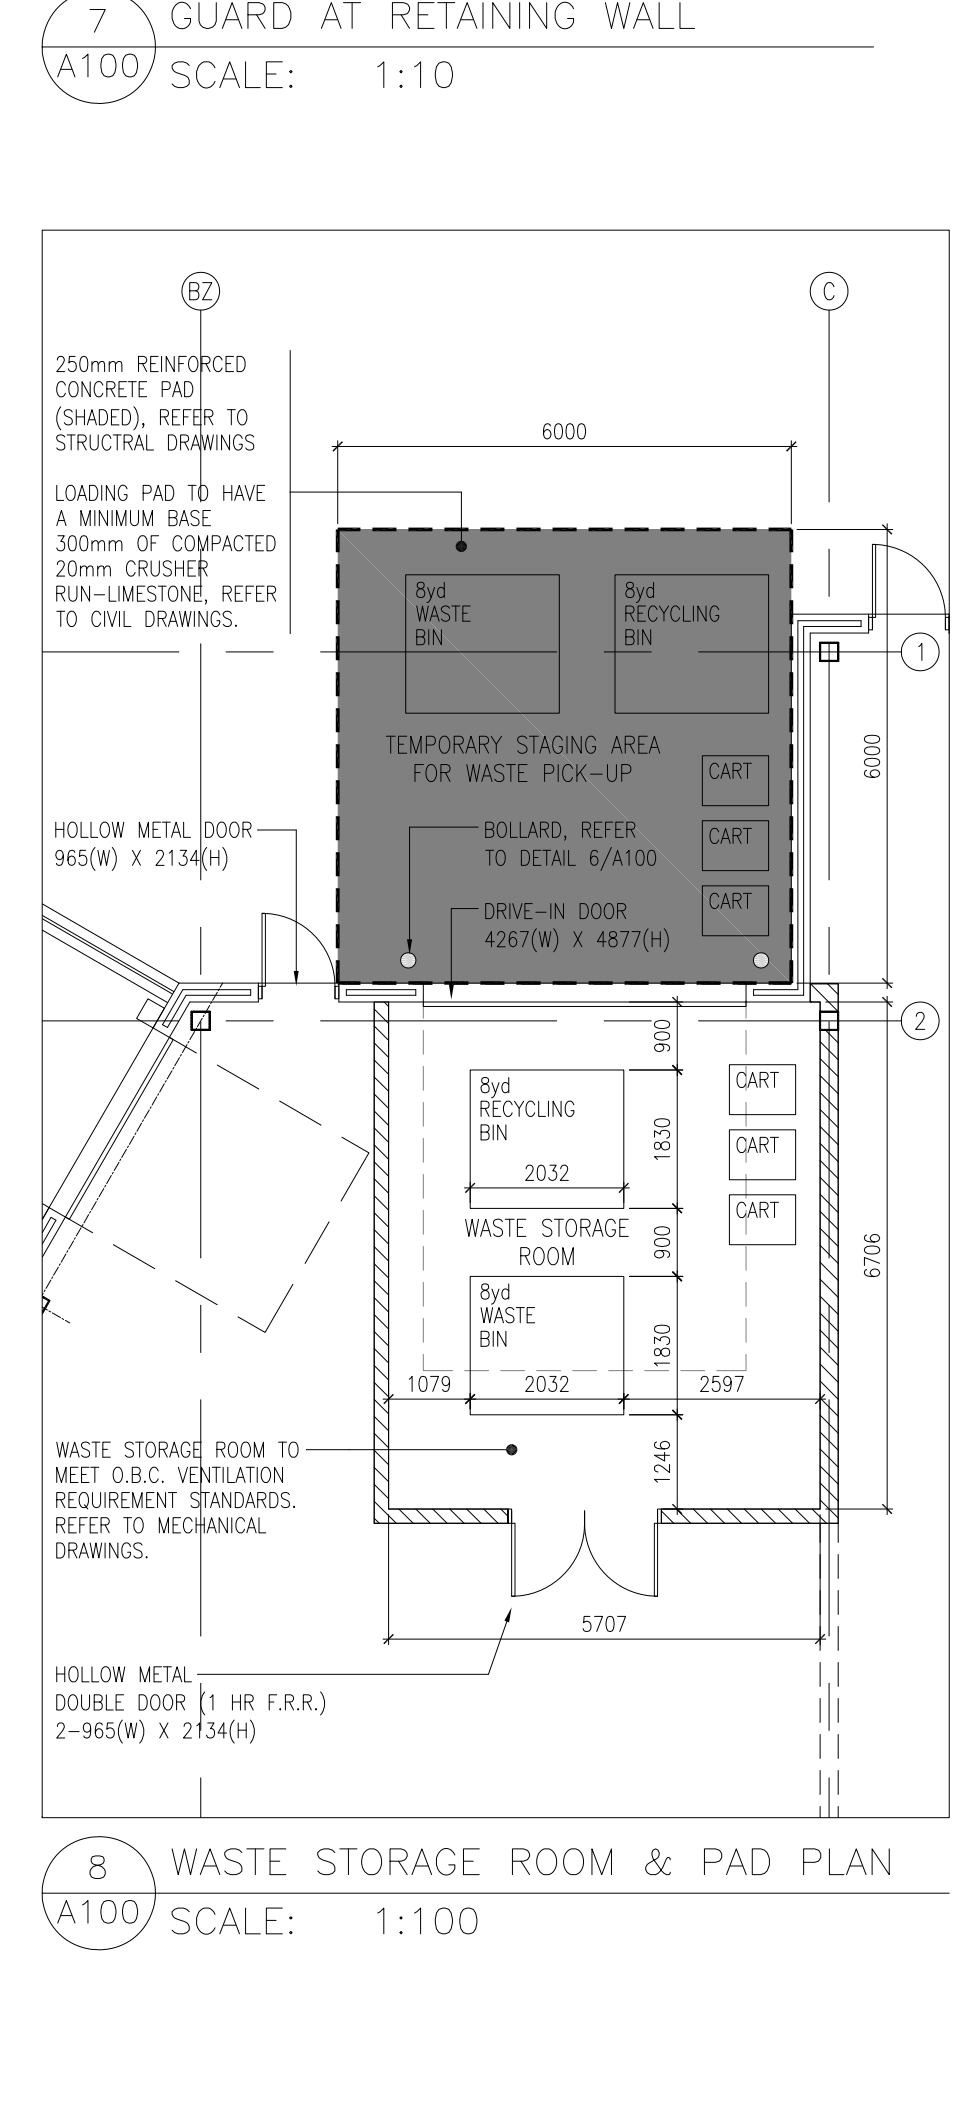 7
A100
GUARD AT RETAINING WALL
SCALE: 1:10
BZ
C
250mm REINFORCED
CONCRETE PAD
(SHADED), REFER TO
STRUCTRAL DRAWINGS
LOADING PAD TO HAVE
A MINIMUM BASE
300mm OF COMPACTED
20mm CRUSHER
RUN-LIMESTONE, REFER
TO CIVIL DRAWINGS.
6000
8yd
WASTE
BIN
8yd
RECYCLING
BIN
1
6000
TEMPORARY STAGING AREA
FOR WASTE PICK-UP
CART
CART
CART
HOLLOW METAL DOOR
965(W) X 2134(H)
BOLLARD, REFER
TO DETAIL 6/A100
DRIVE-IN DOOR
4267(W) X 4877(H)
2
900
8yd
RECYCLING
BIN
2032
1830
CART
CART
CART
WASTE STORAGE
ROOM
900
6706
8yd
WASTE
BIN
1830
1079
2032
2597
1246
WASTE STORAGE ROOM TO
MEET O.B.C. VENTILATION
REQUIREMENT STANDARDS.
REFER TO MECHANICAL
DRAWINGS.
5707
HOLLOW METAL
DOUBLE DOOR (1 HR F.R.R.)
2-965(W) X 2134(H)
8
A100
WASTE STORAGE ROOM & PAD PLAN
SCALE: 1:100